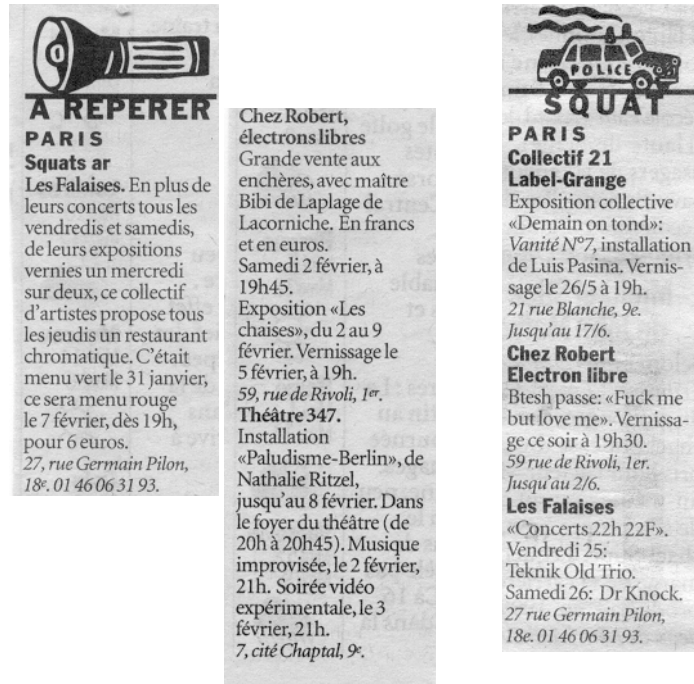 A REPERER
PARIS
Squats ar
Les Falaises. En plus de
leurs concerts tous les
vendredis et samedis,
de leurs expositions
vernies un mercredi
sur deux, ce collectif
d'artistes propose tous
les jeudis un restaurant
chromatique. C'était
menu vert le 31 janvier,
ce sera menu rouge
le 7 février, dès 19h,
pour 6 euros.
27, rue Germain Pilon,
18e. 01 46 06 31 93.
Chez Robert,
électrons libres
Grande vente aux
enchères, avec maître
Bibi de Laplage de
Lacorniche. En francs
et en euros.
Samedi 2 février, à
19h45.
Exposition «Les
chaises», du 2 au 9
février. Vernissage le
5 février, à 19h.
59, rue de Rivoli, 1er.
Théâtre 347.
Installation
«Paludisme-Berlin», de
Nathalie Ritzel,
jusqu'au 8 février. Dans
le foyer du théâtre (de
20h à 20h45). Musique
improvisée, le 2 février,
21h. Soirée vidéo
expérimentale, le 3
février, 21h.
7, cité Chaptal, 9e.
POLICE
SQUAT
PARIS
Collectif 21
Label-Grange
Exposition collective
«Demain on tond»:
Vanité N°7, installation
de Luis Pasina. Vernis-
sage le 26/5 à 19h.
21 rue Blanche, 9e.
Jusqu'au 17/6.
Chez Robert
Electron libre
Btesh passe: «Fuck me
but love me». Vernissa-
ge ce soir à 19h30.
59 rue de Rivoli, 1er.
Jusqu'au 2/6.
Les Falaises
«Concerts 22h 22F».
Vendredi 25:
Teknik Old Trio.
Samedi 26: Dr Knock.
27 rue Germain Pilon,
18e. 01 46 06 31 93.